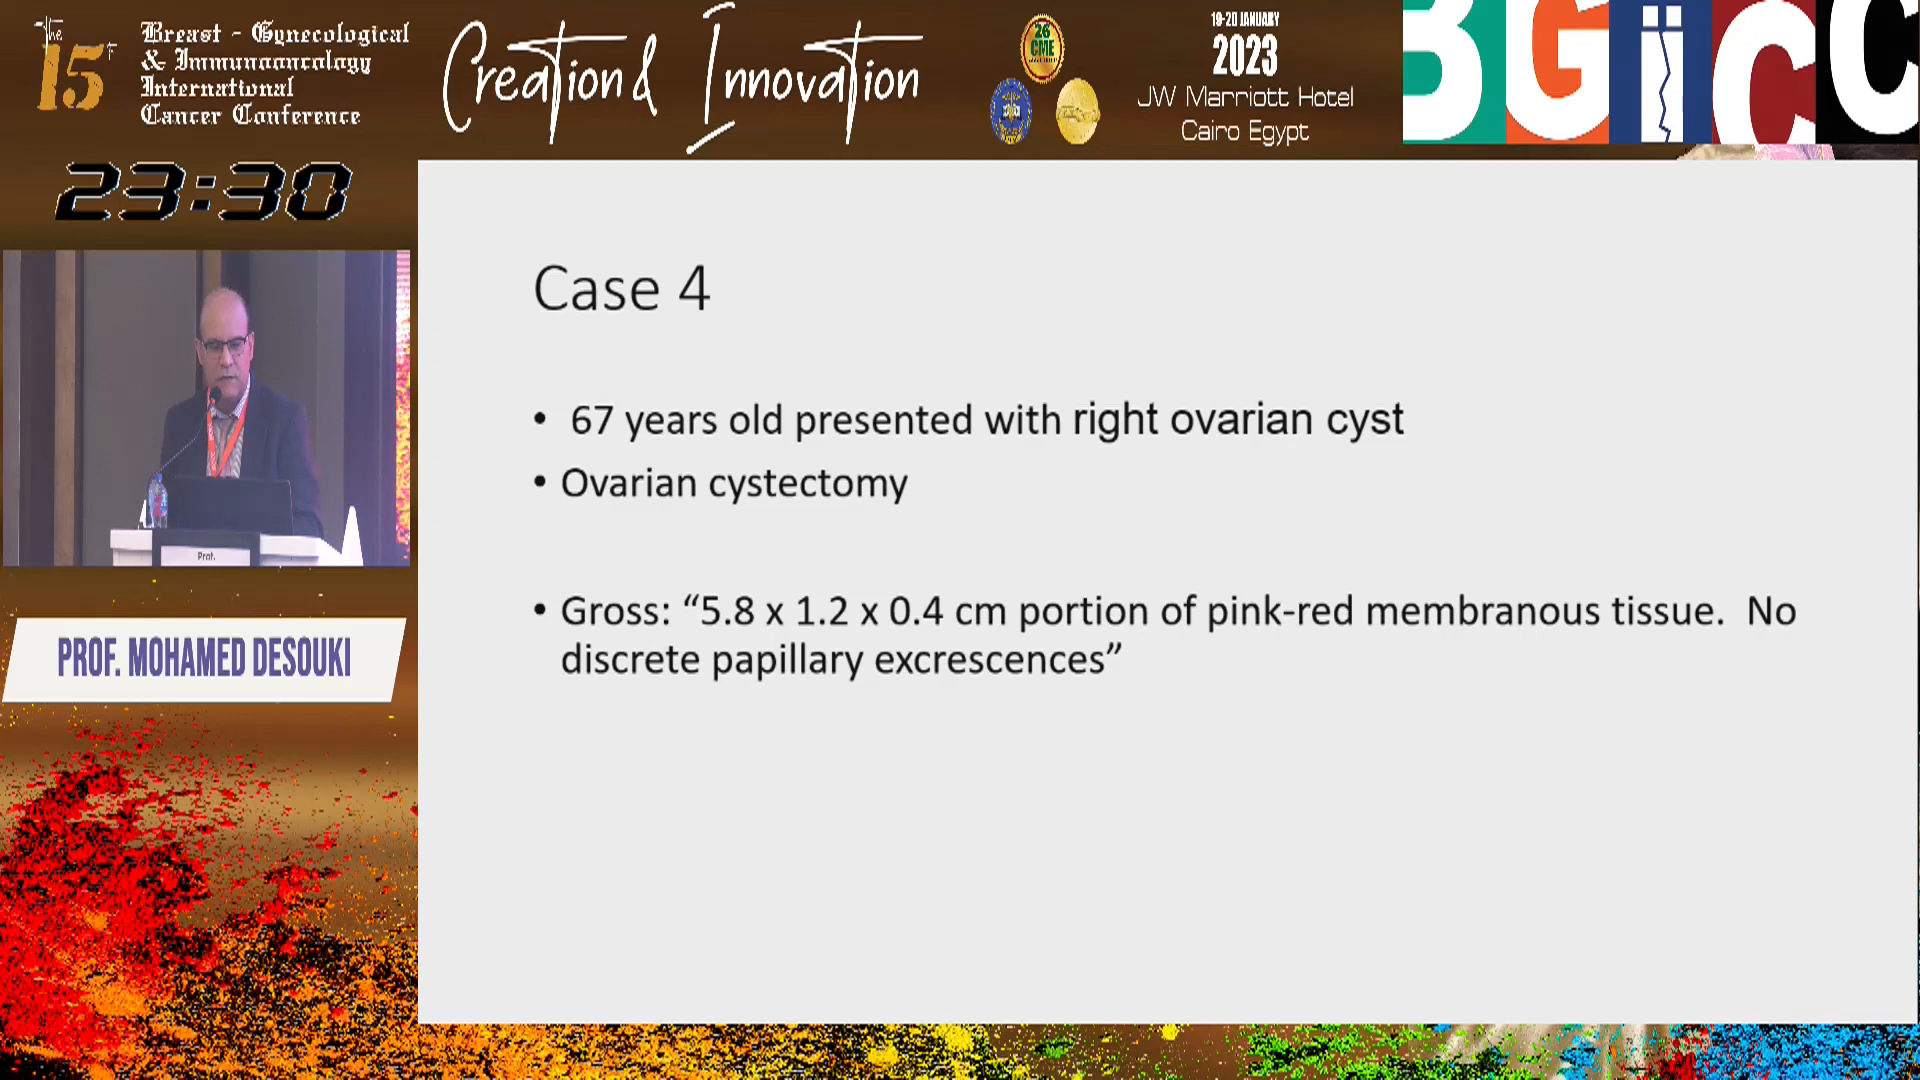 The
15th
Breast - Gynecological
& Immunooncology
International
Cancer Conference
Creation & Innovation
26
CME
19-20 JANUARY
2023
JW Marriott Hotel
Cairo Egypt
BGiCC
23:30
Case 4
• 67 years old presented with right ovarian cyst
• Ovarian cystectomy
• Gross: “5.8 x 1.2 x 0.4 cm portion of pink-red membranous tissue.  No
discrete papillary excrescences”
Prof.
PROF. MOHAMED DESOUKI